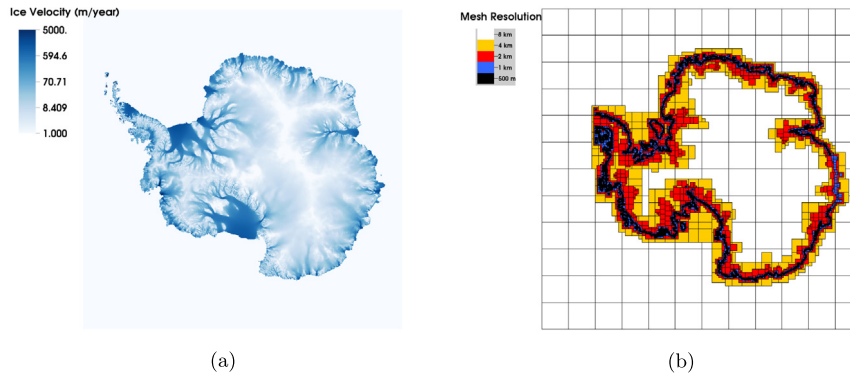 Ice Velocity (m/year)
5000.
594.6
70.71
8.409
1.000
(a)
Mesh Resolution
8 km
4 km
2 km
1 km
500 m
(b)